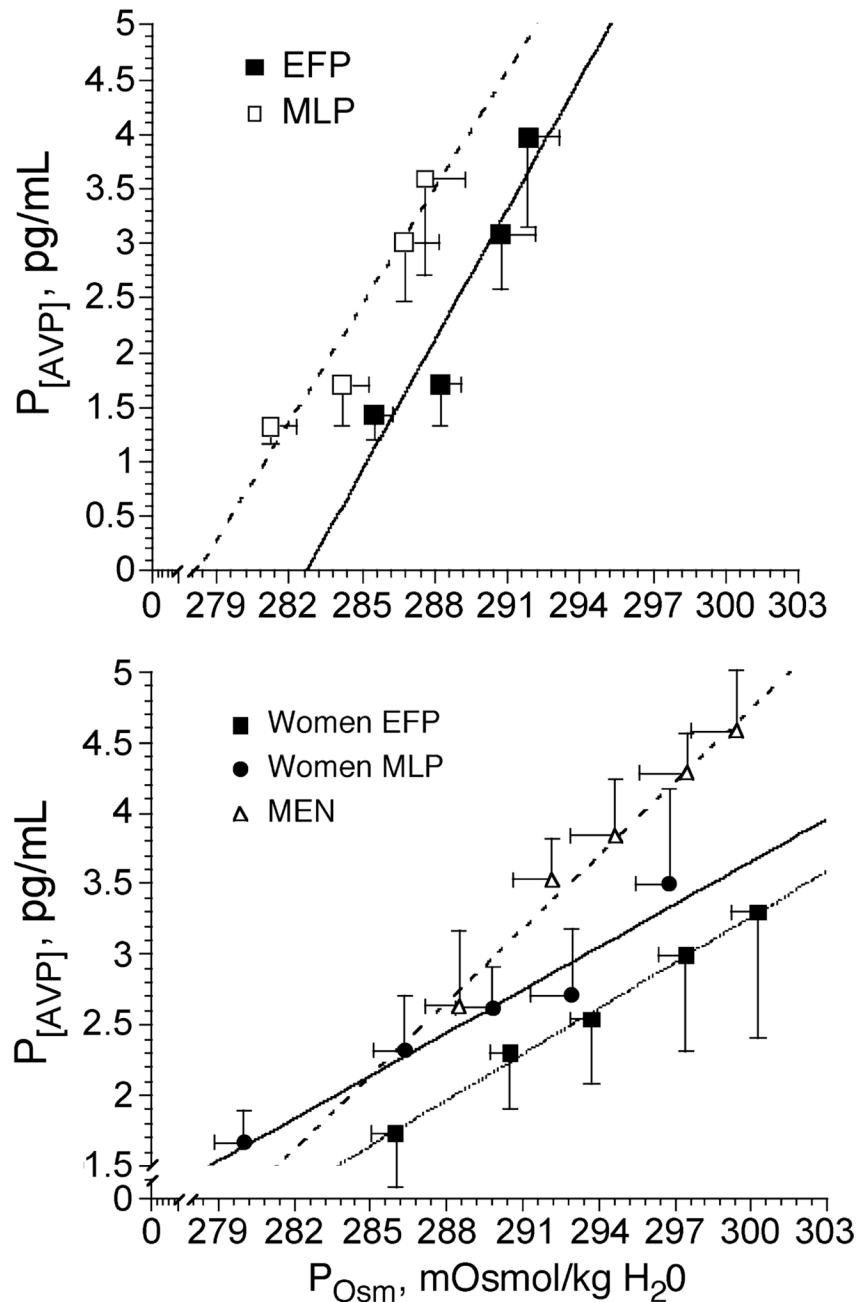 5
4.5
4
3.5
3
2.5
2
1.5
1
0.5
0
P[AVP], pg/mL
EFP
MLP
0 279 282 285 288 291 294 297 300 303
5
4.5
4
3.5
3
2.5
2
1.5
0
P[AVP], pg/mL
Women EFP
Women MLP
MEN
0 279 282 285 288 291 294 297 300 303
POsm, mOsmol/kg H20